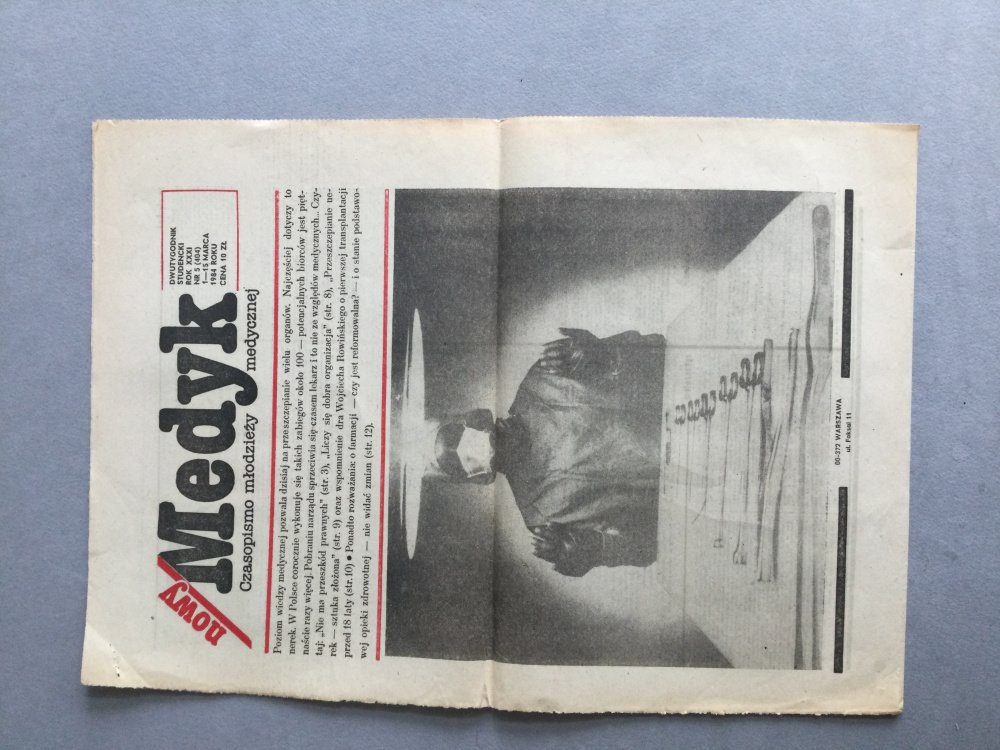 nowy
Medyk
Czasopismo młodzieży medycznej
DWUTYGODNIK
STUDENCKI
ROK XXXI
NR 5 (404)
1—15 MARCA
1984 ROKU
CENA 10 ZŁ
Poziom wiedzy medycznej pozwala dzisiaj na przeszczepianie wielu organów. Najczęściej dotyczy to
nerek. W Polsce corocznie wykonuje się takich zabiegów około 100 — potencjalnych biorców jest pięt-
naście razy więcej. Pobraniu narządu sprzeciwia się czasem lekarz i to nie ze względów medycznych... Czy-
taj: „Nie ma przeszkód prawnych” (str. 3), „Liczy się dobra organizacja” (str. 8), „Przeszczepianie ne-
rek — sztuka złożona” (str. 9) oraz wspomnienie dra Wojciecha Rowińskiego o pierwszej transplantacji
przed 18 laty (str. 10) ● Ponadto rozważania: o farmacji — czy jest reformowalna? — i o stanie podstawo-
wej opieki zdrowotnej — nie widać zmian (str. 12).
00-372 WARSZAWA
ul. Foksal 11